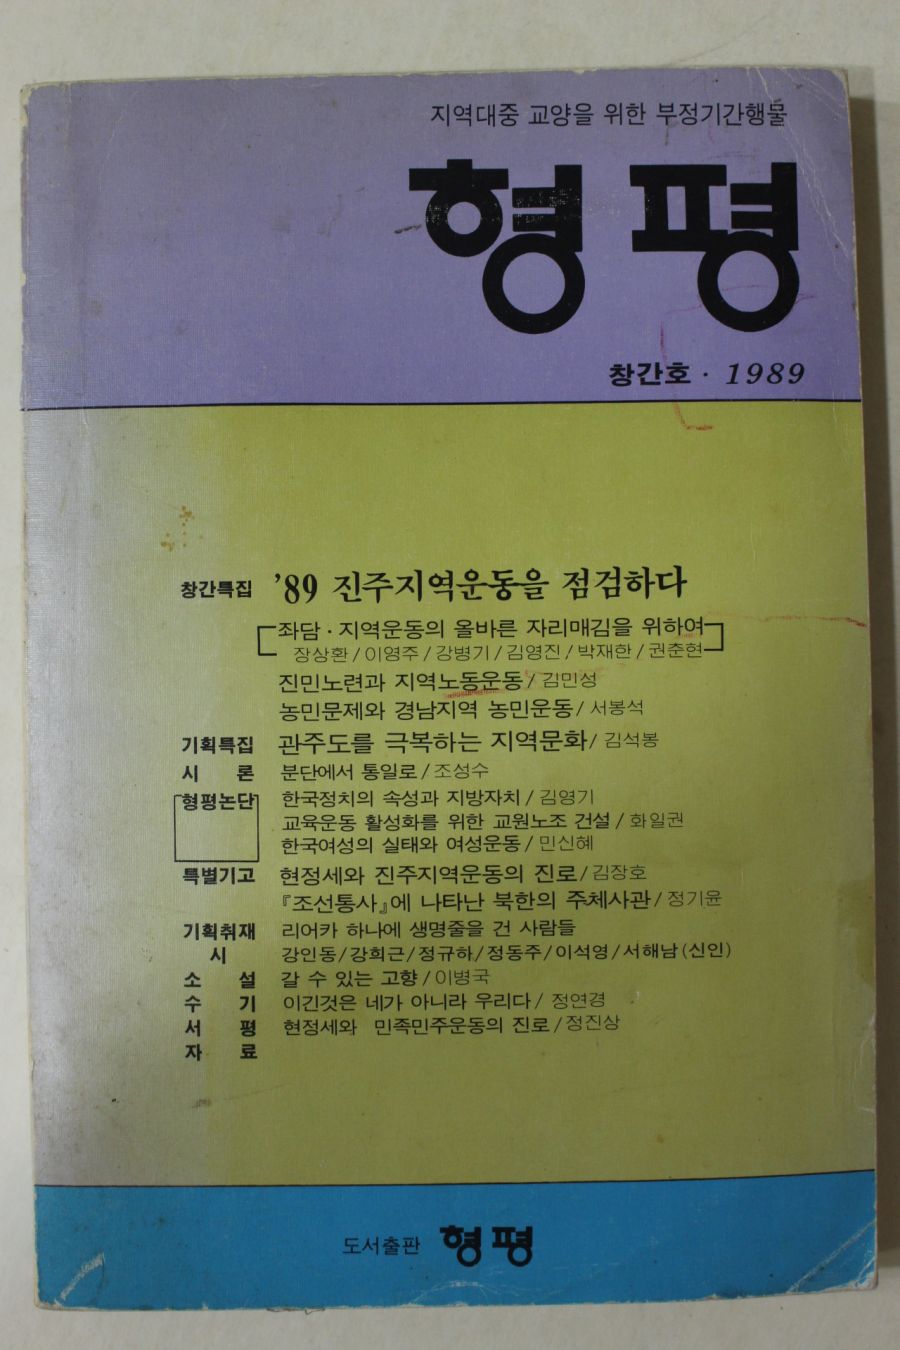 지역대중 교양을 위한 부정기간행물
형평
창간호 · 1989
창간특집 '89 진주지역운동을 점검하다
좌담 · 지역운동의 올바른 자리매김을 위하여
장상환/이영주/강병기/김영진/박재한/권춘현
진민노련과 지역노동운동/김민성
농민문제와 경남지역 농민운동/서봉석
기획특집 관주도를 극복하는 지역문화/김석봉
시 론 분단에서 통일로/조성수
형평논단 한국정치의 속성과 지방자치/김영기
교육운동 활성화를 위한 교원노조 건설/화일권
한국여성의 실태와 여성운동/민신혜
특별기고 현정세와 진주지역운동의 진로/김장호
『조선통사』에 나타난 북한의 주체사관/정기윤
기획취재 리어카 하나에 생명줄을 건 사람들
시 강인동/강희근/정규하/정동주/이석영/서해남(신인)
소 설 갈 수 있는 고향/이병국
수 기 이긴것은 네가 아니라 우리다/정연경
서 평 현정세와 민족민주운동의 진로/정진상
자 료
도서출판 형평